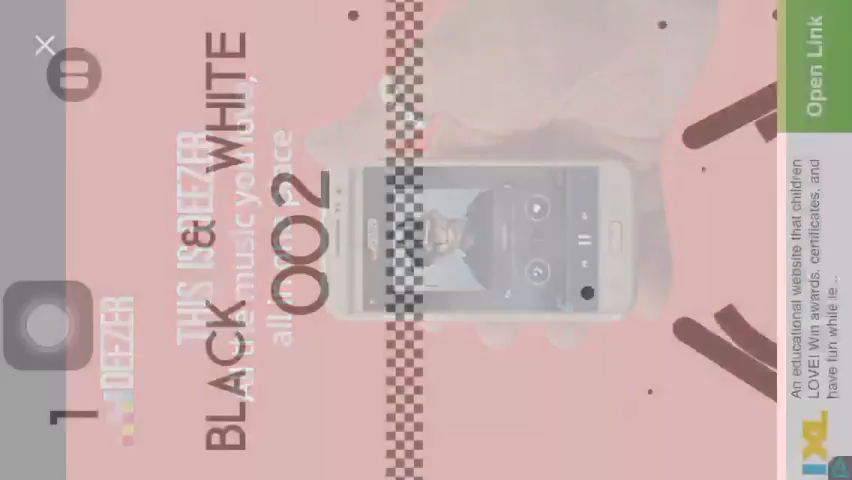 1
BLACK & WHITE
002
DEEZER
THIS IS DEEZER
All the music you love,
all in one place
IXL
An educational website that children
LOVE! Win awards, certificates, and
have fun while le...
Open Link